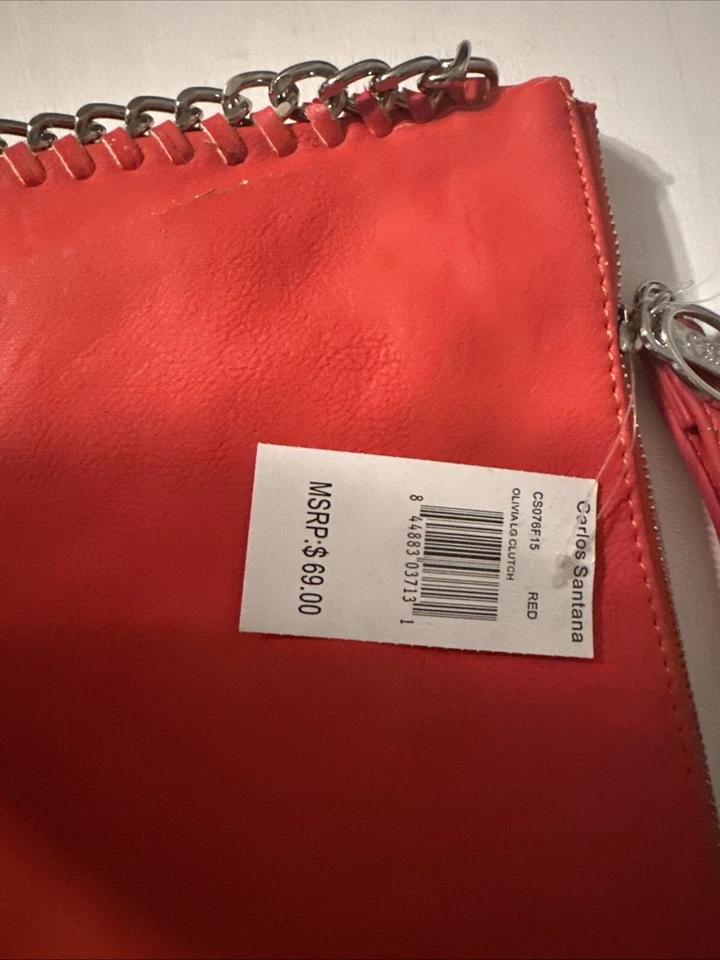 Carlos Santana
CS076F15 RED
OLIVIA LG CLUTCH
8 44883 03713 1
MSRP:$ 69.00